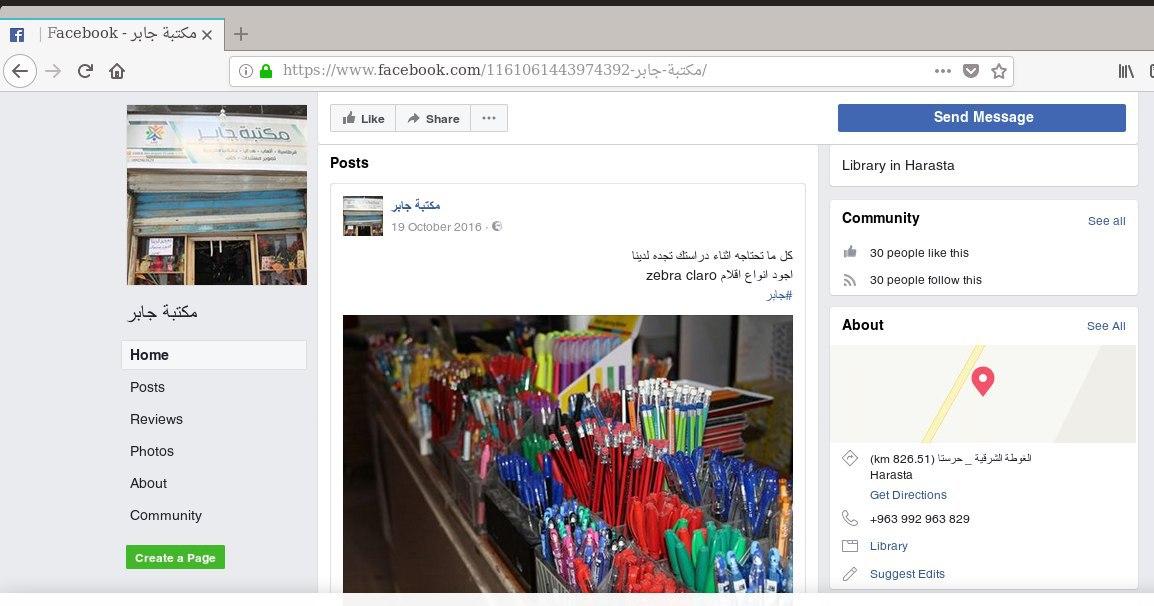 | Facebook - مكتبة جابر
https://www.facebook.com/1161061443974392-مكتبة-جابر/
مكتبة جابر
مكتبة جابر
Home
Posts
Reviews
Photos
About
Community
Create a Page
Like
Share
Send Message
Posts
مكتبة جابر
19 October 2016 ·
كل ما تحتاجه اثناء دراستك تجده لدينا
اجود انواع اقلام zebra claro
#جابر
Library in Harasta
Community
See all
30 people like this
30 people follow this
About
See All
الغوطة الشرقية _ حرستا (826.51 km)
Harasta
Get Directions
+963 992 963 829
Library
Suggest Edits